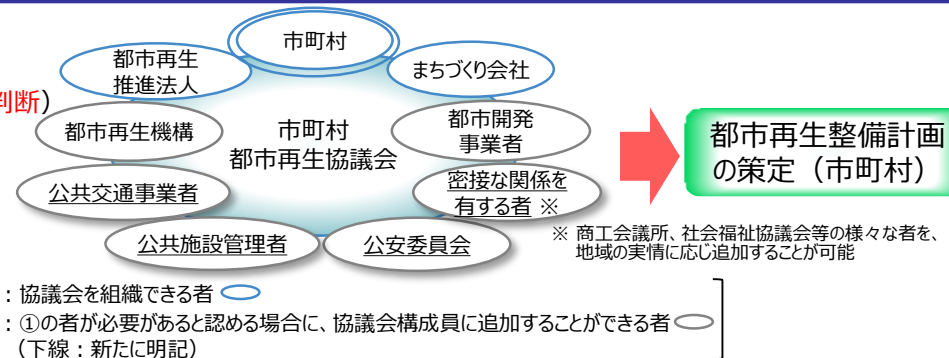 市町村
都市再生
推進法人
まちづくり会社
判断)
都市再生機構
市町村
都市再生協議会
都市開発
事業者
都市再生整備計画
の策定（市町村）
公共交通事業者
密接な関係を
有する者 ※
公共施設管理者
公安委員会
※ 商工会議所、社会福祉協議会等の様々な者を、
地域の実情に応じ追加することが可能
：協議会を組織できる者
：①の者が必要があると認める場合に、協議会構成員に追加することができる者
（下線：新たに明記）